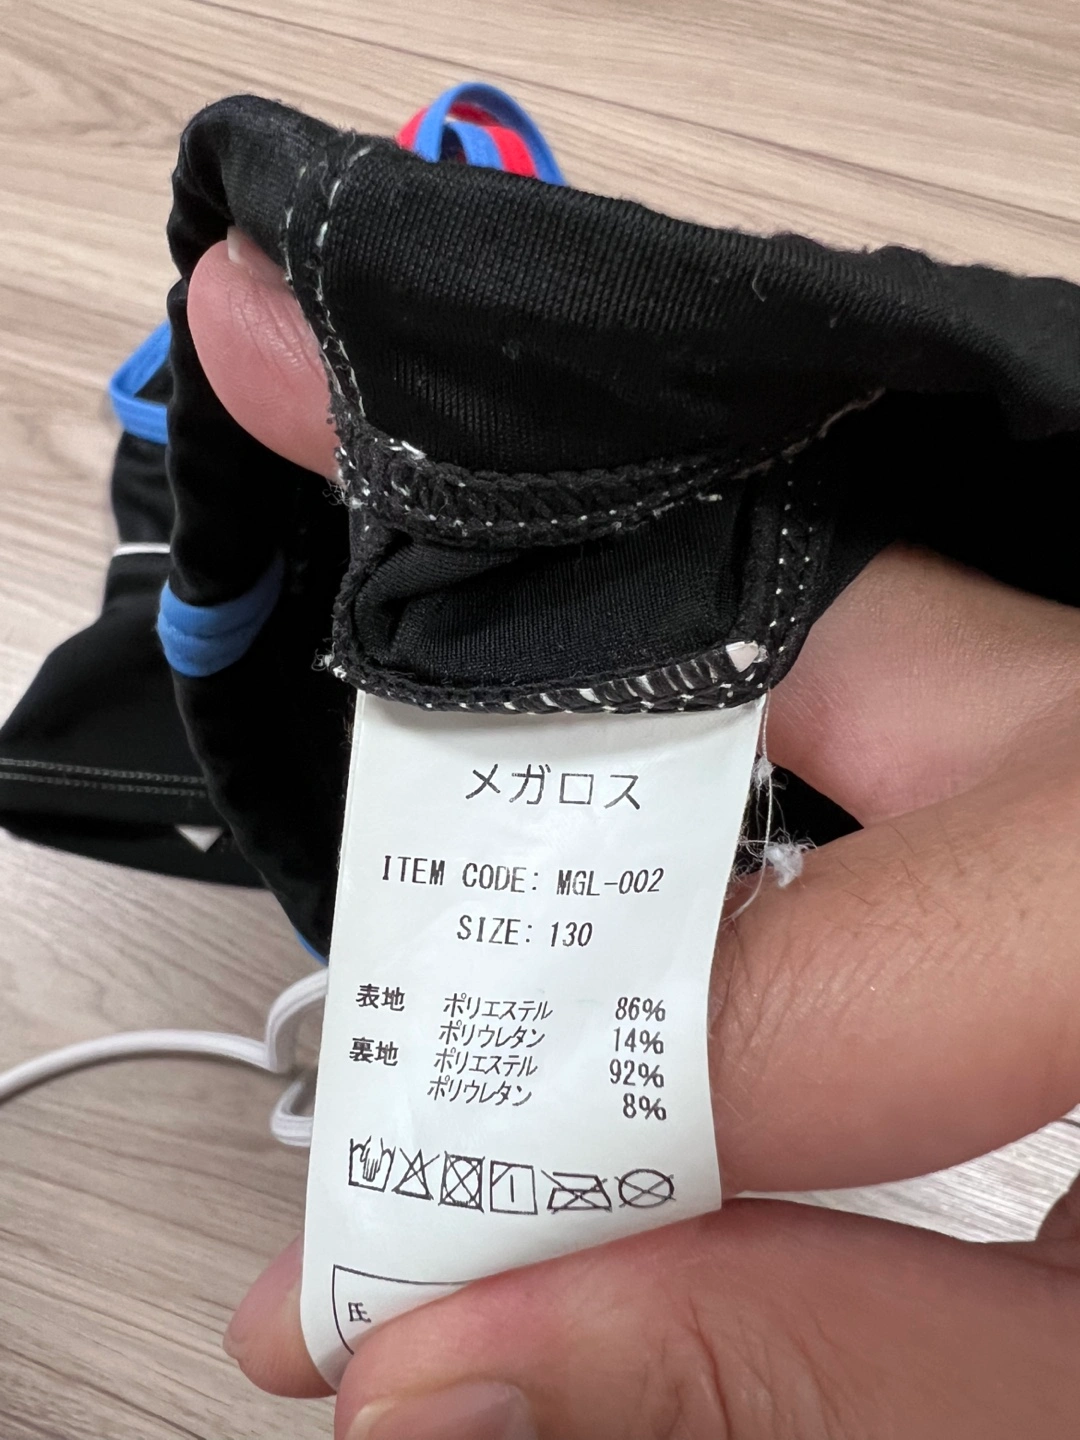 メガロス
ITEM CODE: MGL-002
SIZE: 130
表地 ポリエステル 86%
ポリウレタン 14%
裏地 ポリエステル 92%
ポリウレタン 8%
氏